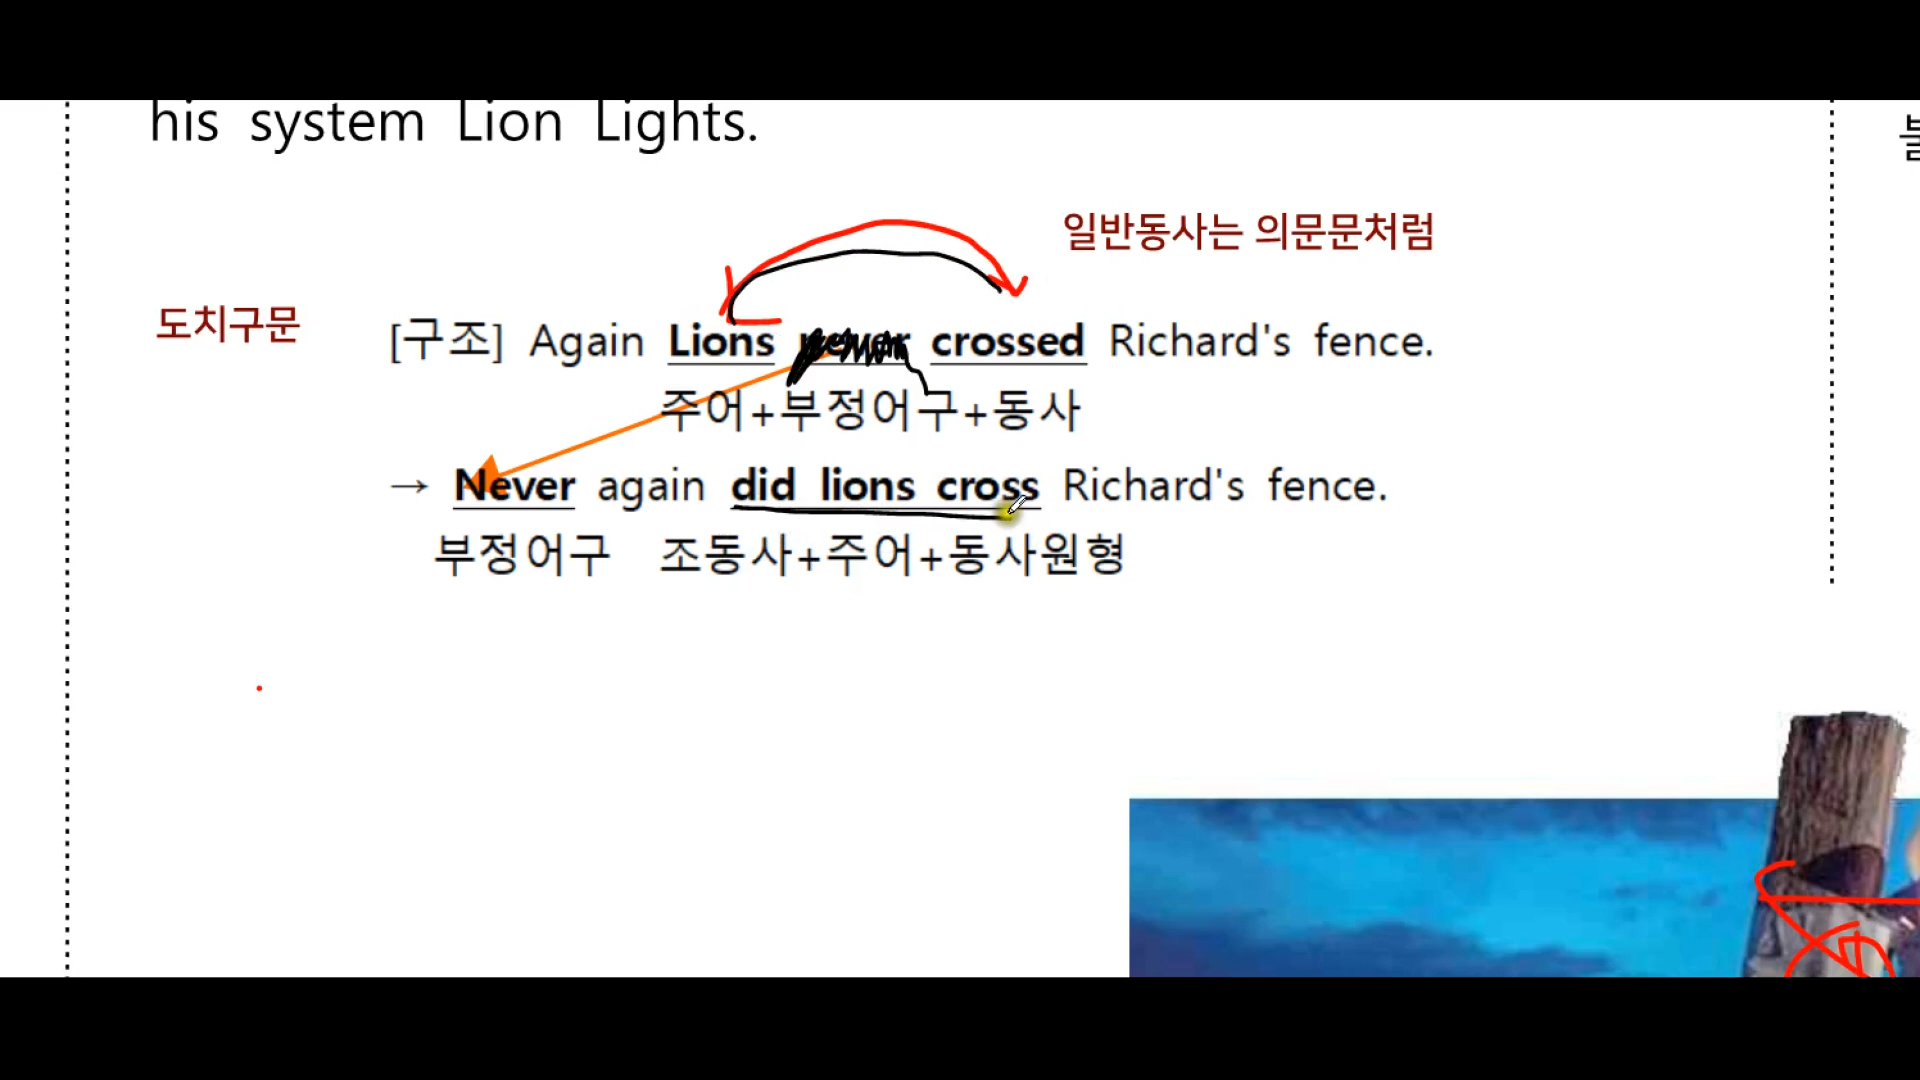 his system Lion Lights.
일반동사는 의문문처럼
도치구문
[구조] Again Lions never crossed Richard's fence.
주어+부정어구+동사
→ Never again did lions cross Richard's fence.
부정어구 조동사+주어+동사원형